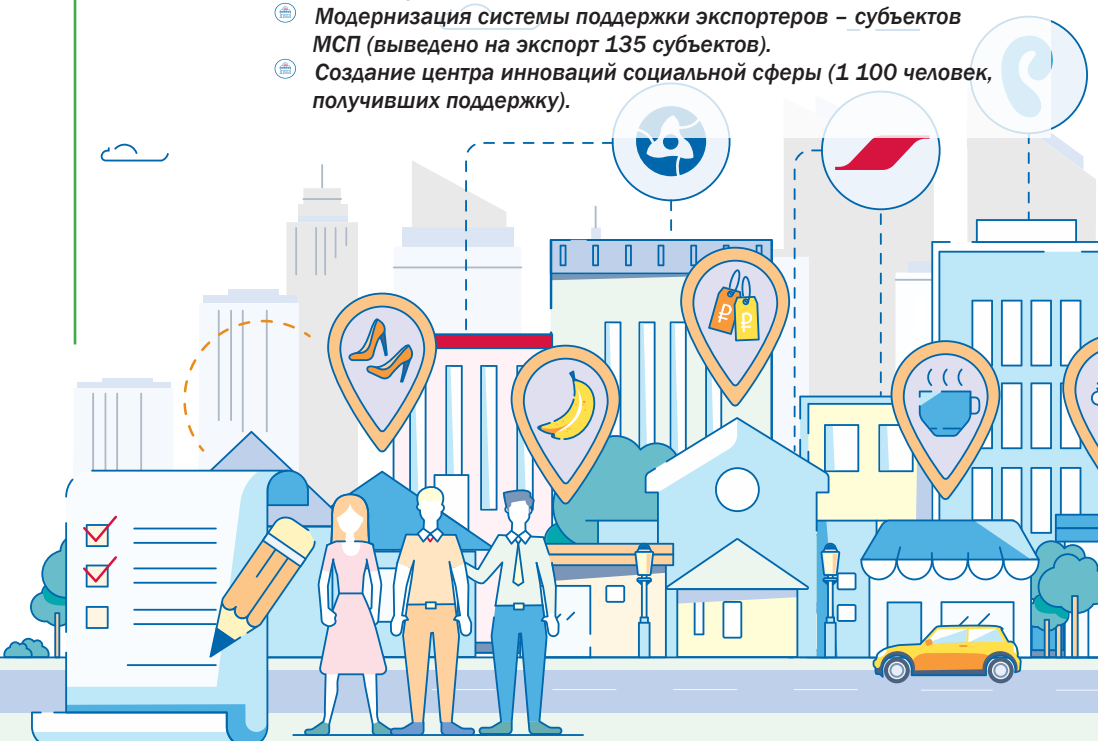 Модернизация системы поддержки экспортеров – субъектов
МСП (выведено на экспорт 135 субъектов).
Создание центра инноваций социальной сферы (1 100 человек,
получивших поддержку).
₽
₽